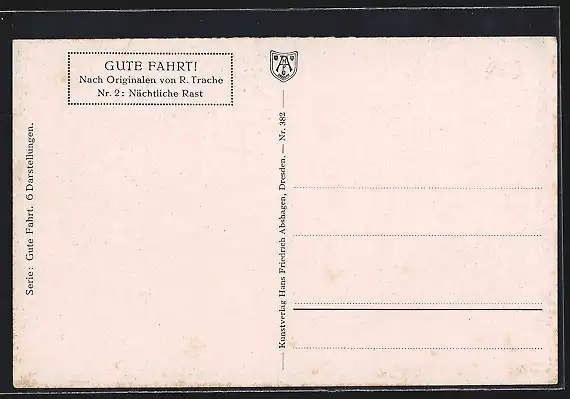 GUTE FAHRT!
Nach Originalen von R. Trache
Nr. 2: Nächtliche Rast
Serie: Gute Fahrt. 6 Darstellungen.
Kunstverlag Hans Friedrich Abshagen, Dresden. — Nr. 382